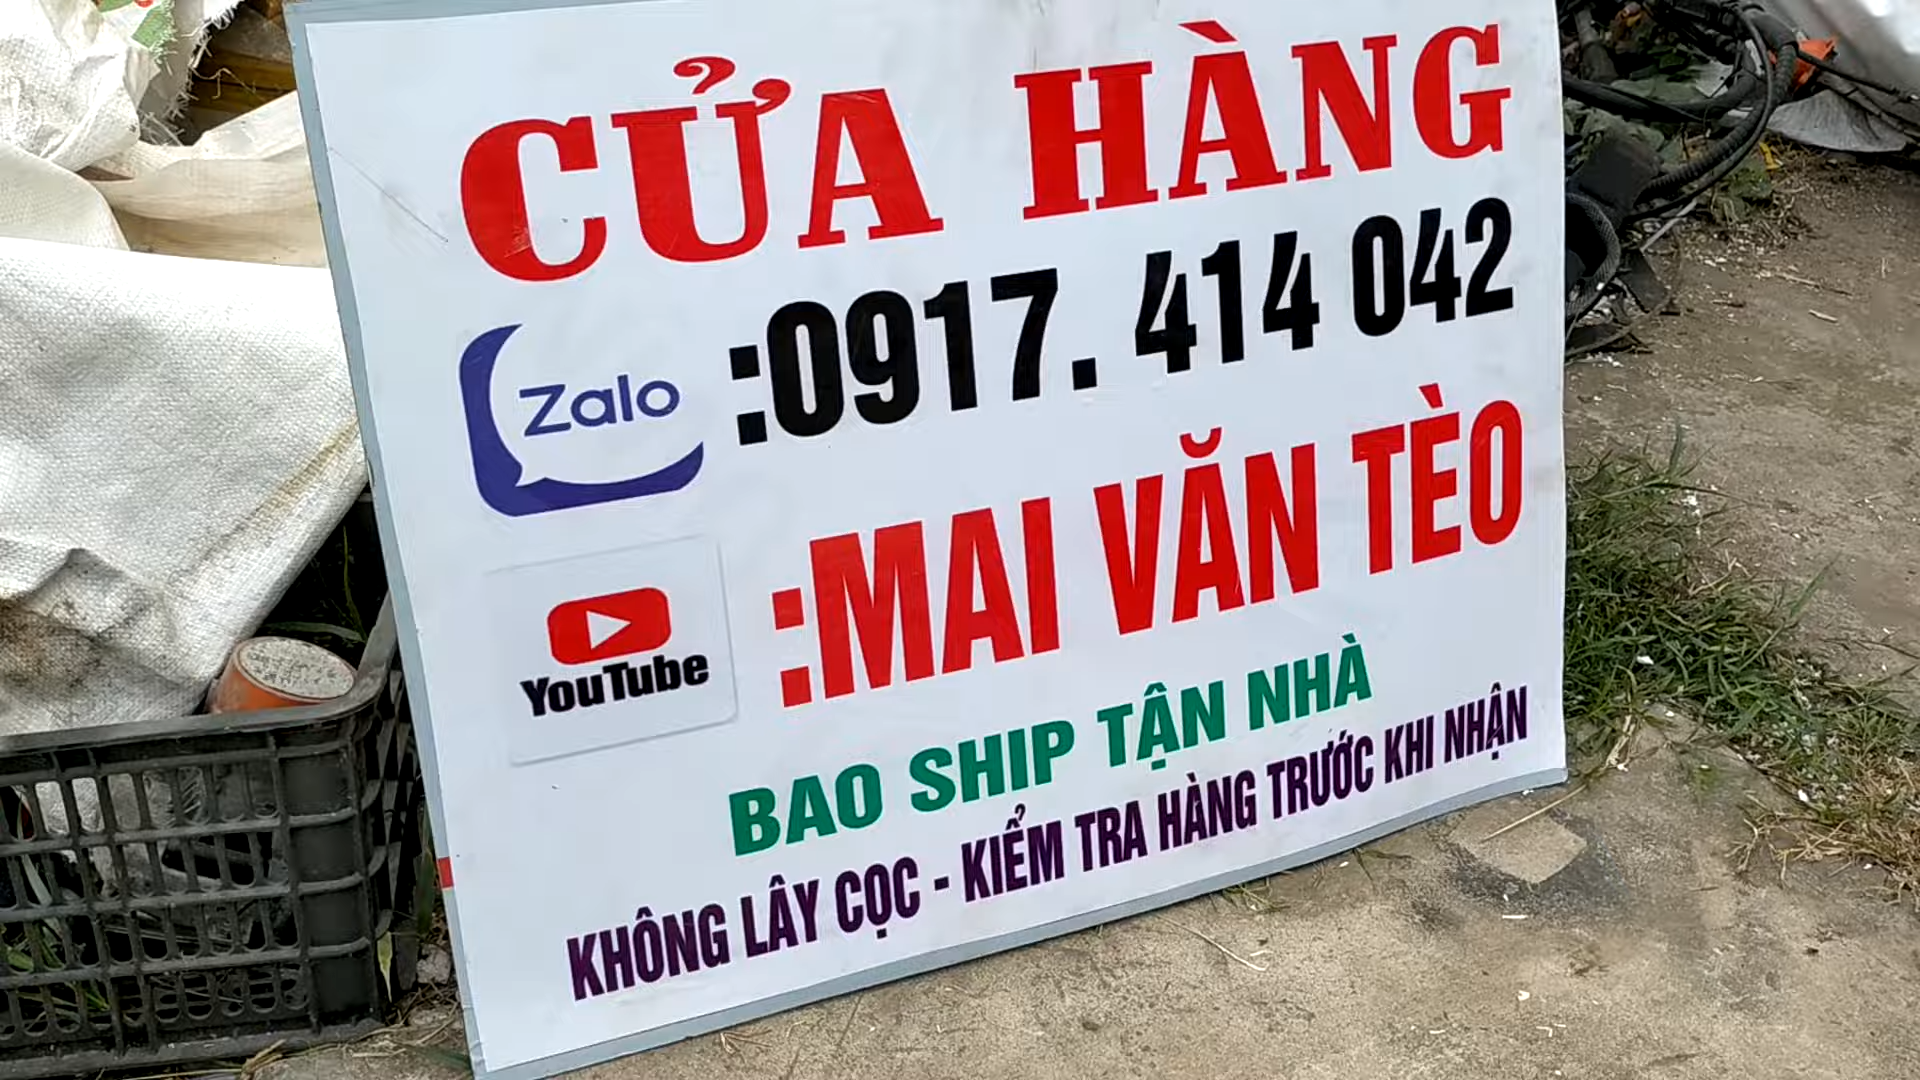 CỬA HÀNG
Zalo :0917. 414 042
YouTube :MAI VĂN TÈO
BAO SHIP TẬN NHÀ
KHÔNG LÂY CỌC - KIỂM TRA HÀNG TRƯỚC KHI NHẬN